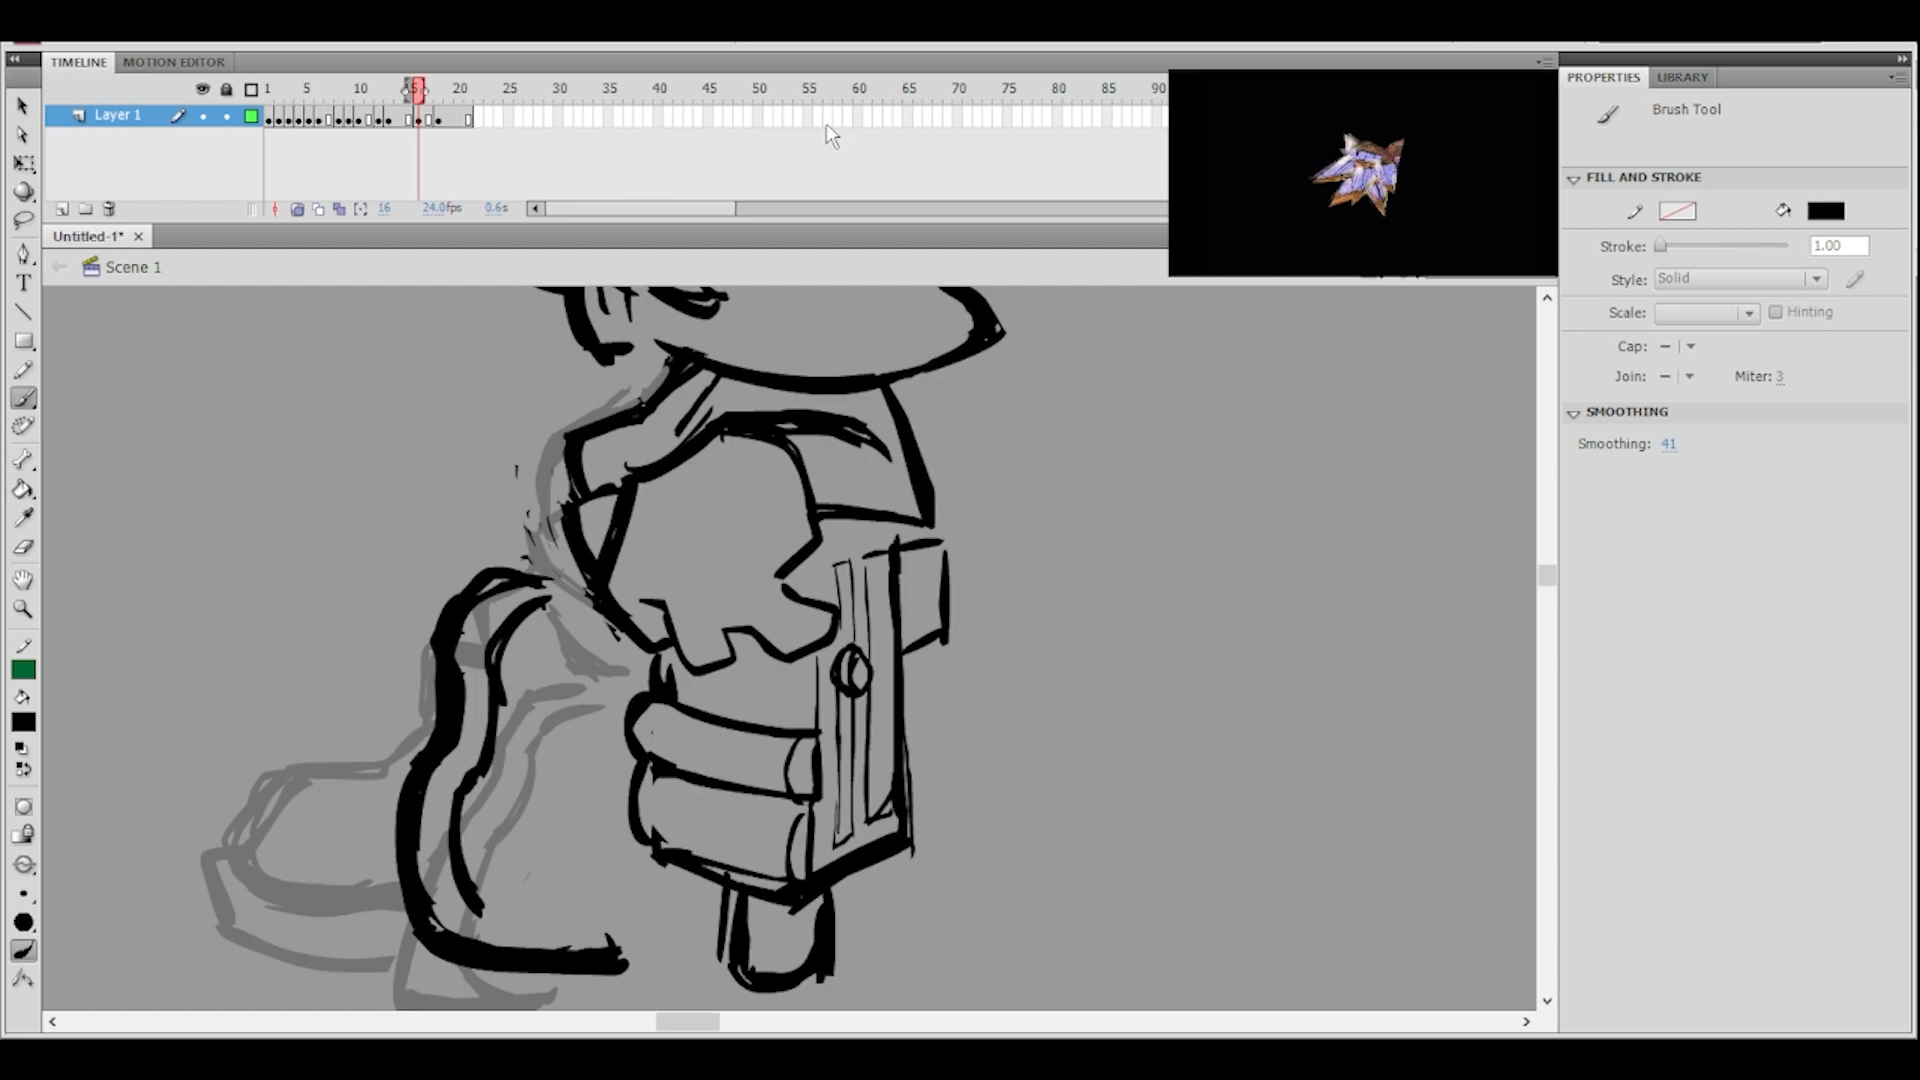 TIMELINE MOTION EDITOR
1 5 10 15 20 25 30 35 40 45 50 55 60 65 70 75 80 85 90
Layer 1
16 24.0fps 0.6s
Untitled-1*
Scene 1
T
PROPERTIES LIBRARY
Brush Tool
FILL AND STROKE
Stroke: 1.00
Style: Solid
Scale: Hinting
Cap:
Join: Miter: 3
SMOOTHING
Smoothing: 41